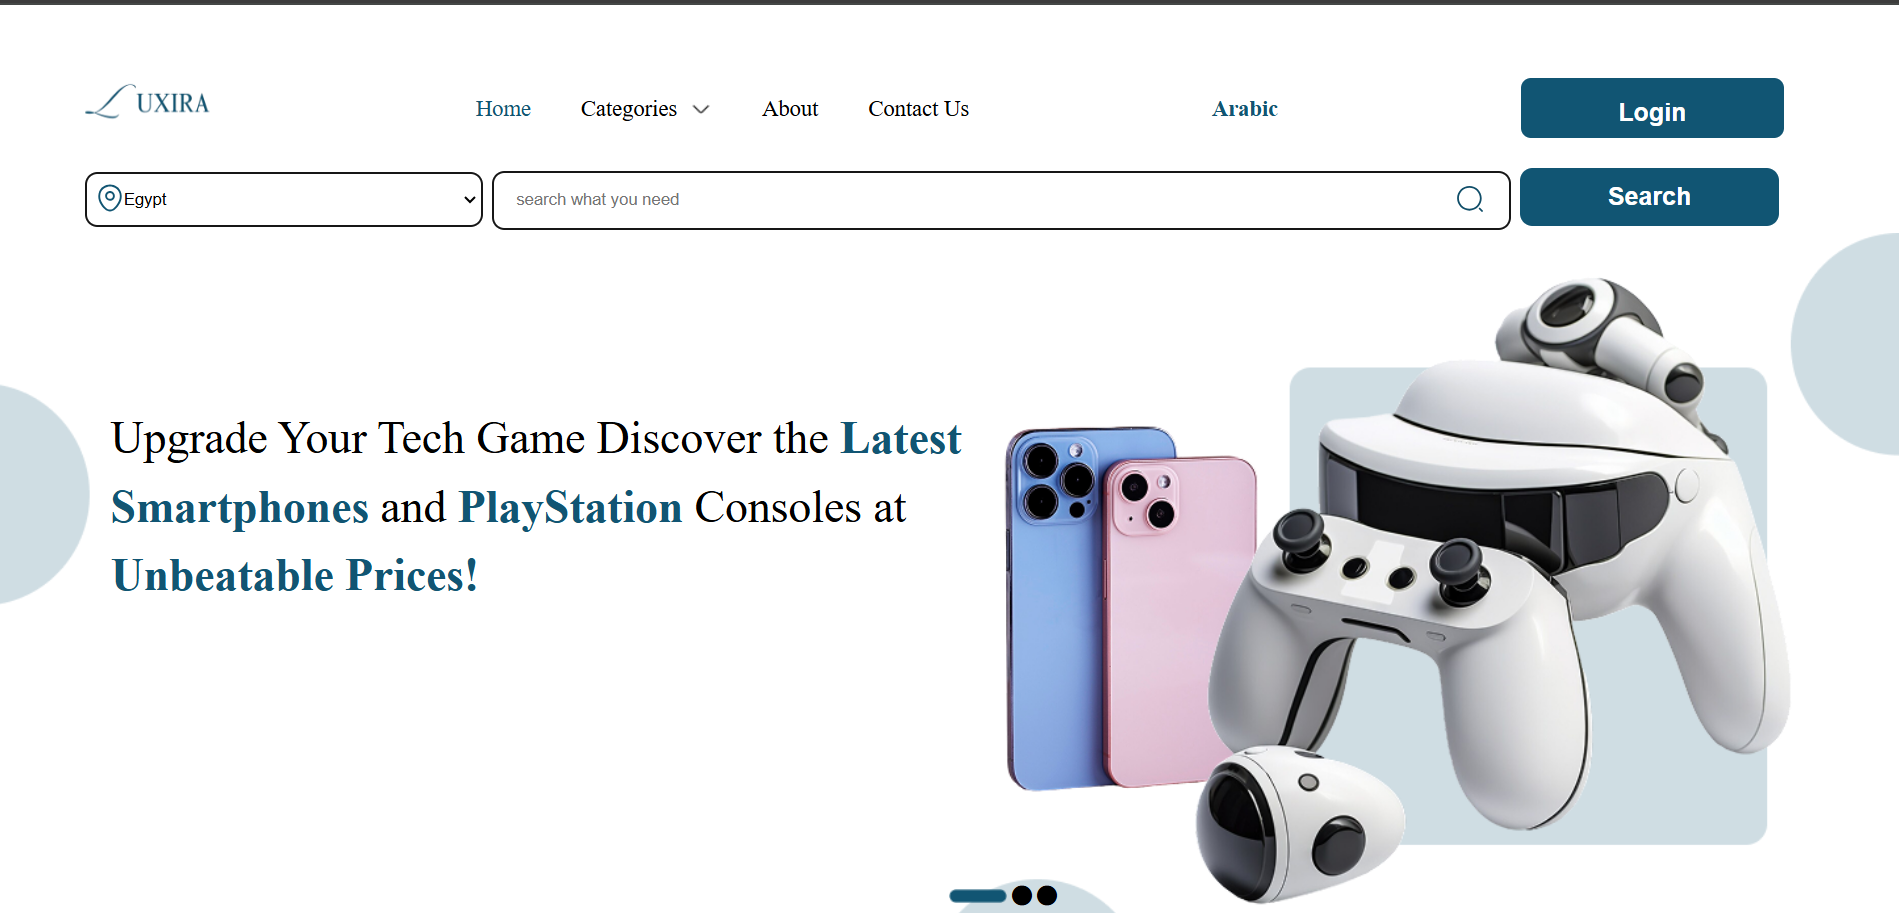 LUXIRA
Home Categories About Contact Us Arabic Login
Egypt search what you need Search
Upgrade Your Tech Game Discover the Latest
Smartphones and PlayStation Consoles at
Unbeatable Prices!